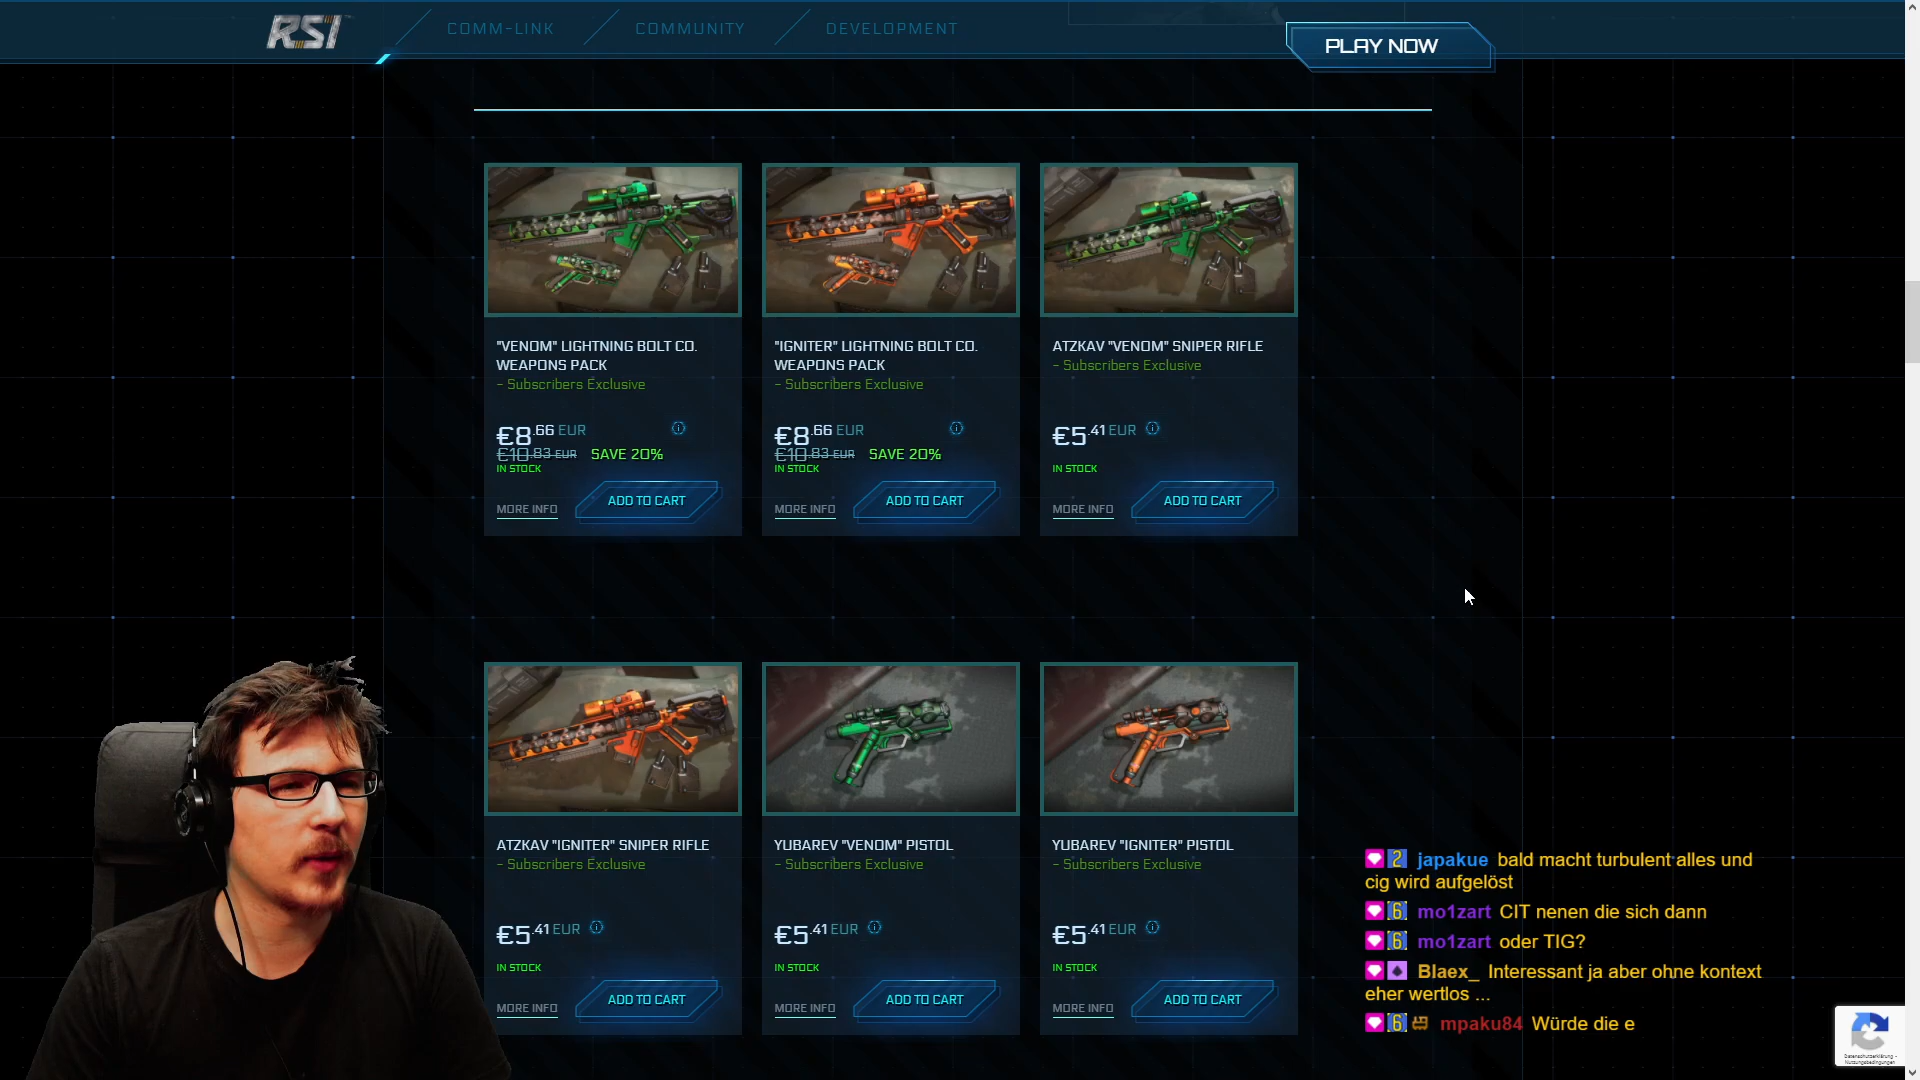 RSI
COMM-LINK
COMMUNITY
DEVELOPMENT
PLAY NOW
"VENOM" LIGHTNING BOLT CO.
WEAPONS PACK
- Subscribers Exclusive
€8.66 EUR
€10.83 EUR SAVE 20%
IN STOCK
MORE INFO
ADD TO CART
"IGNITER" LIGHTNING BOLT CO.
WEAPONS PACK
- Subscribers Exclusive
€8.66 EUR
€10.83 EUR SAVE 20%
IN STOCK
MORE INFO
ADD TO CART
ATZKAV "VENOM" SNIPER RIFLE
- Subscribers Exclusive
€5.41 EUR
IN STOCK
MORE INFO
ADD TO CART
ATZKAV "IGNITER" SNIPER RIFLE
- Subscribers Exclusive
€5.41 EUR
IN STOCK
MORE INFO
ADD TO CART
YUBAREV "VENOM" PISTOL
- Subscribers Exclusive
€5.41 EUR
IN STOCK
MORE INFO
ADD TO CART
YUBAREV "IGNITER" PISTOL
- Subscribers Exclusive
€5.41 EUR
IN STOCK
MORE INFO
ADD TO CART
2 japakue bald macht turbulent alles und
cig wird aufgelöst
6 mo1zart CIT nenen die sich dann
6 mo1zart oder TIG?
Blaex_ Interessant ja aber ohne kontext
eher wertlos ...
6 mpaku84 Würde die e
Datenschutzerklärung -
Nutzungsbedingungen